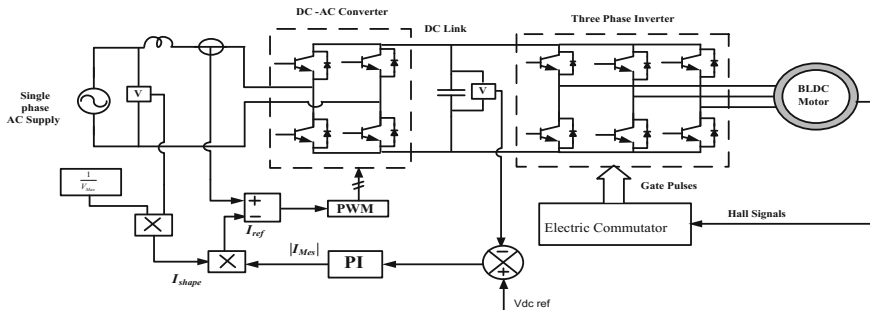 DC -AC Converter
DC Link
Three Phase Inverter
Single
phase
AC Supply
V
V
BLDC
Motor
1
V_Max
Gate Pulses
+
−
I_ref
PWM
Electric Commutator
Hall Signals
I_shape
|I_Mes|
PI
−
+
Vdc ref